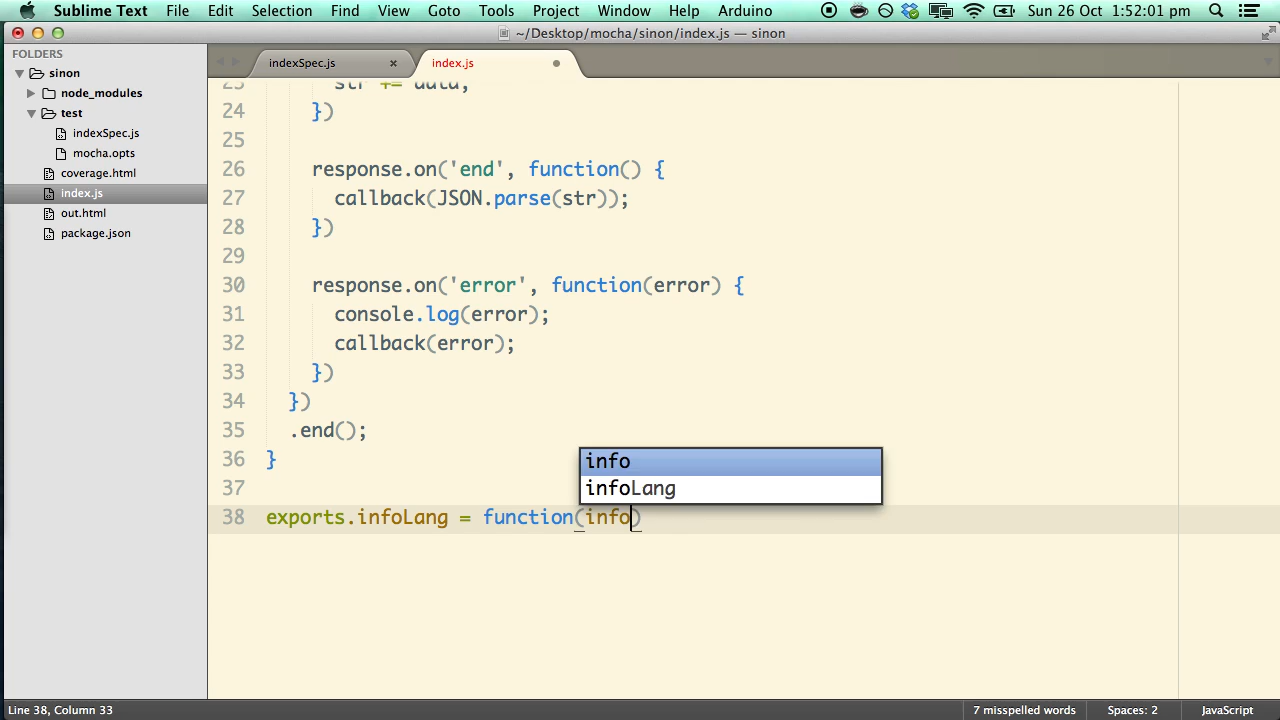 Sublime Text File Edit Selection Find View Goto Tools Project Window Help Arduino Sun 26 Oct 1:52:01 pm
~/Desktop/mocha/sinon/index.js — sinon
FOLDERS
sinon
node_modules
test
indexSpec.js
mocha.opts
coverage.html
index.js
out.html
package.json
indexSpec.js × index.js
23 str += data;
24 })
25
26 response.on('end', function() {
27 callback(JSON.parse(str));
28 })
29
30 response.on('error', function(error) {
31 console.log(error);
32 callback(error);
33 })
34 })
35 .end();
36 }
37
info
infoLang
38 exports.infoLang = function(info)
Line 38, Column 33 7 misspelled words Spaces: 2 JavaScript